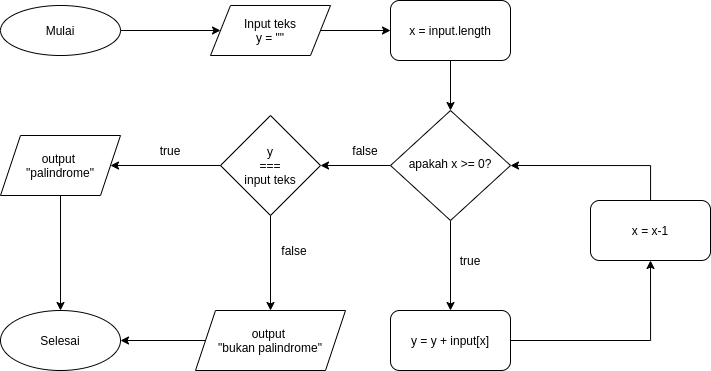 Mulai
Input teks
y = ""
x = input.length
output
"palindrome"
true
y
===
input teks
false
apakah x >= 0?
x = x-1
false
true
Selesai
output
"bukan palindrome"
y = y + input[x]